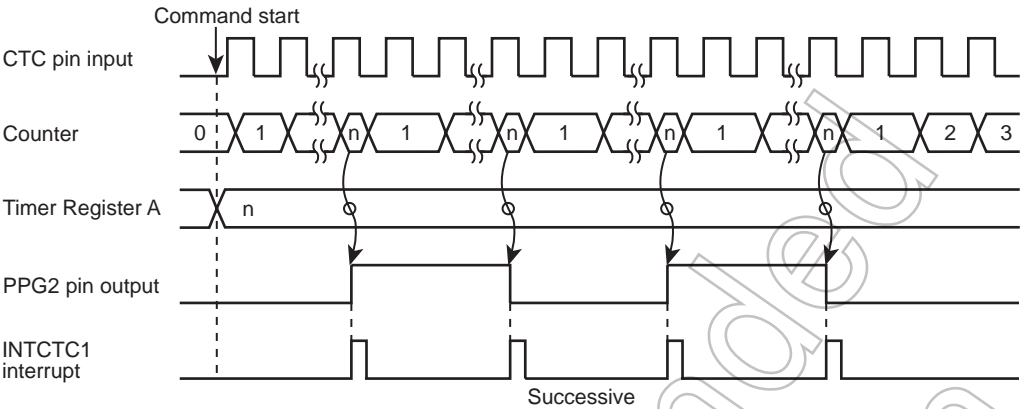 Command start
CTC pin input
Counter 0 1 n 1 n 1 n 1 n 1 2 3
Timer Register A n
PPG2 pin output
INTCTC1
interrupt
Successive